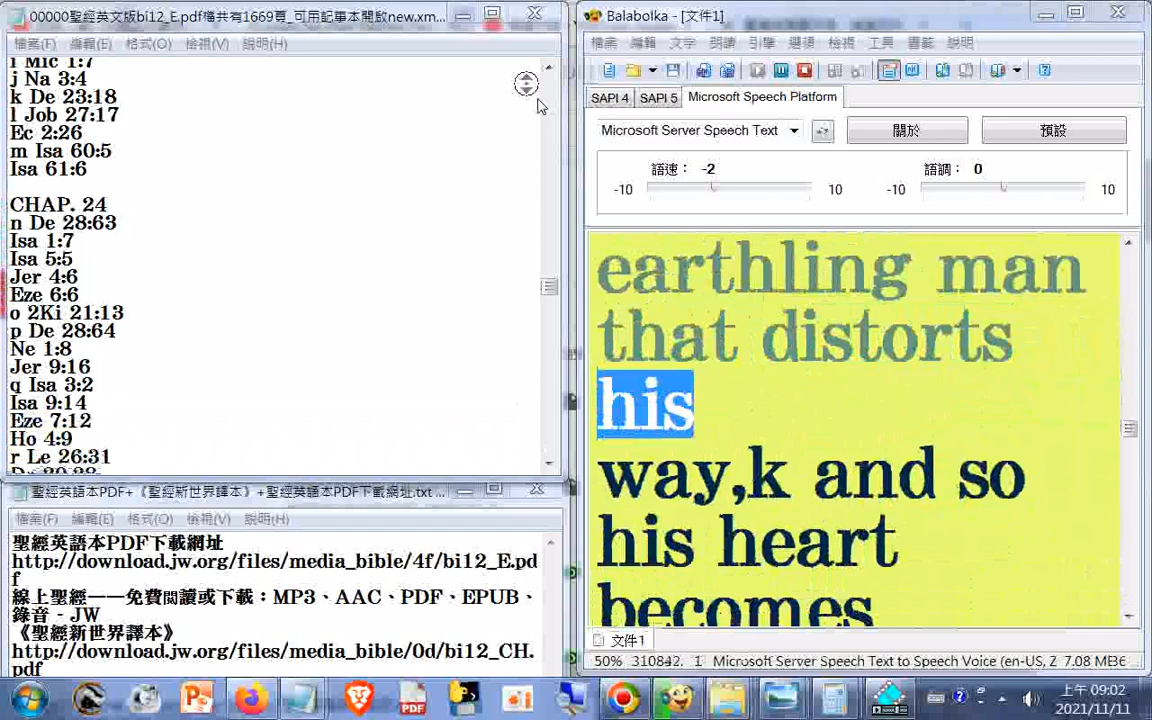 00000聖經英文版bi12_E.pdf檔共有1669頁_可用記事本開啟new.xm...
檔案(F) 編輯(E) 格式(O) 檢視(V) 說明(H)
i Mic 1:7
j Na 3:4
k De 23:18
l Job 27:17
Ec 2:26
m Isa 60:5
Isa 61:6
CHAP. 24
n De 28:63
Isa 1:7
Isa 5:5
Jer 4:6
Eze 6:6
o 2Ki 21:13
p De 28:64
Ne 1:8
Jer 9:16
q Isa 3:2
Isa 9:14
Eze 7:12
Ho 4:9
r Le 26:31
聖經英語本PDF+《聖經新世界譯本》+聖經英語本PDF下載網址.txt ...
檔案(F) 編輯(E) 格式(O) 檢視(V) 說明(H)
聖經英語本PDF下載網址
http://download.jw.org/files/media_bible/4f/bi12_E.pd
f
線上聖經——免費閱讀或下載：MP3、AAC、PDF、EPUB、
錄音 - JW
《聖經新世界譯本》
http://download.jw.org/files/media_bible/0d/bi12_CH.
pdf
Balabolka - [文件1]
檔案 編輯 文字 朗讀 引擎 選項 檢視 工具 書籤 說明
SAPI 4 SAPI 5 Microsoft Speech Platform
Microsoft Server Speech Text 關於 預設
語速： -2 語調： 0
-10 10 -10 10
earthling man
that distorts
his
way,k and so
his heart
becomes
文件1
50% 310842. 1 Microsoft Server Speech Text to Speech Voice (en-US, Z 7.08 MB
上午 09:02
2021/11/11